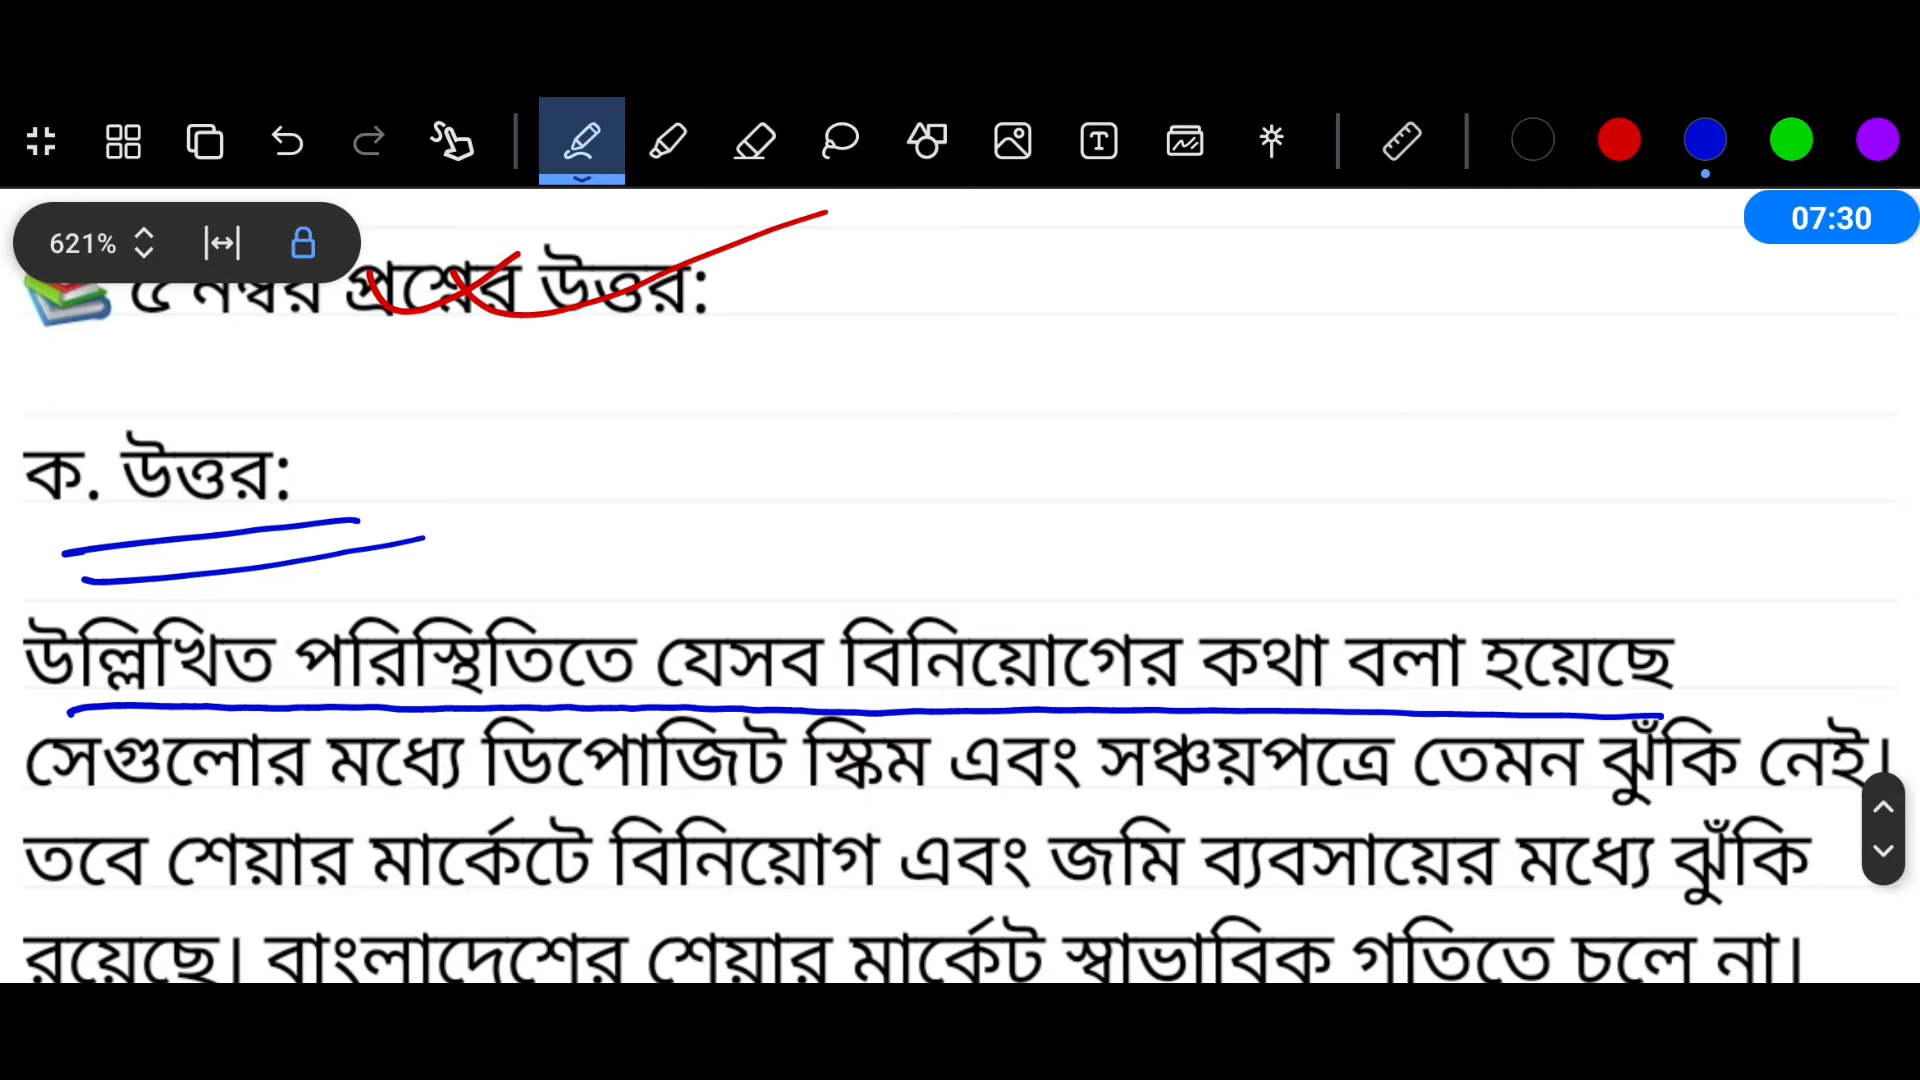 07:30
621%
৫ নম্বর প্রশ্নের উত্তর:
ক. উত্তর:
উল্লিখিত পরিস্থিতিতে যেসব বিনিয়োগের কথা বলা হয়েছে
সেগুলোর মধ্যে ডিপোজিট স্কিম এবং সঞ্চয়পত্রে তেমন ঝুঁকি নেই।
তবে শেয়ার মার্কেটে বিনিয়োগ এবং জমি ব্যবসায়ের মধ্যে ঝুঁকি
রয়েছে। বাংলাদেশের শেয়ার মার্কেট স্বাভাবিক গতিতে চলে না।